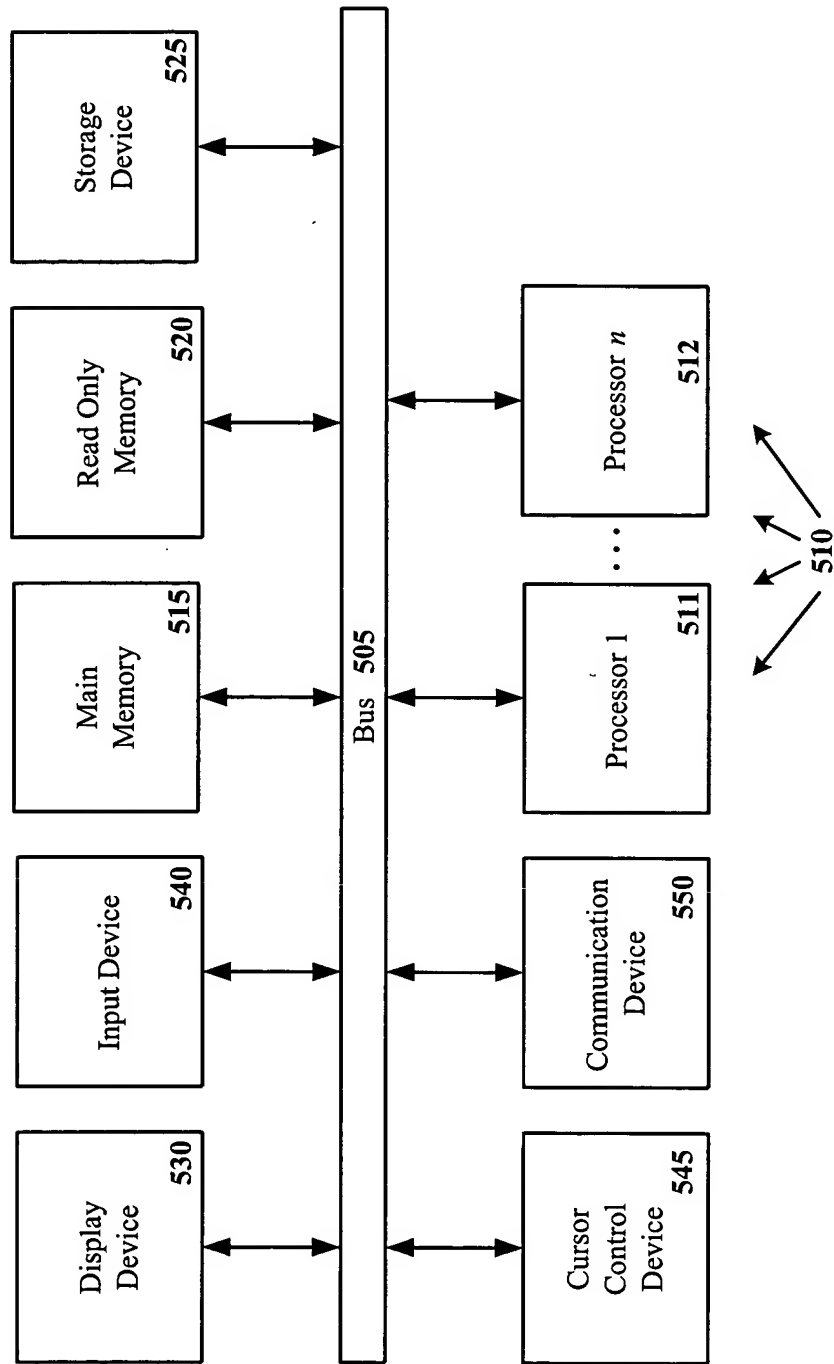 Display
Device
530
Input Device
540
Main
Memory
515
Read Only
Memory
520
Storage
Device
525
Bus 505
Cursor
Control
Device
545
Communication
Device
550
Processor 1
511
...
Processor n
512
510